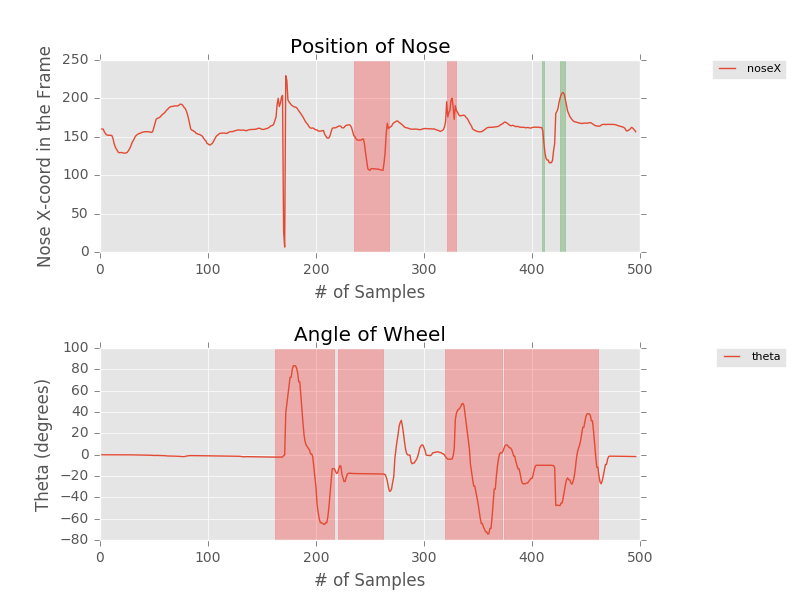 Position of Nose
250
200
150
100
50
0
Nose X-coord in the Frame
0 100 200 300 400 500
# of Samples
noseX
Angle of Wheel
100
80
60
40
20
0
−20
−40
−60
−80
Theta (degrees)
0 100 200 300 400 500
# of Samples
theta